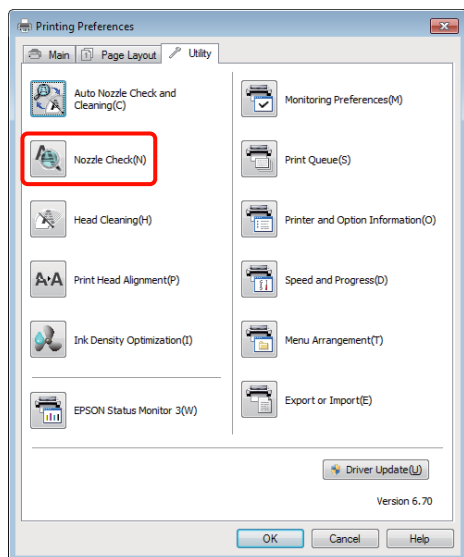 Printing Preferences
Main
Page Layout
Utility
Auto Nozzle Check and
Cleaning(C)
Nozzle Check(N)
Head Cleaning(H)
Print Head Alignment(P)
Ink Density Optimization(I)
EPSON Status Monitor 3(W)
Monitoring Preferences(M)
Print Queue(S)
Printer and Option Information(O)
Speed and Progress(D)
Menu Arrangement(T)
Export or Import(E)
Driver Update(U)
Version 6.70
OK
Cancel
Help